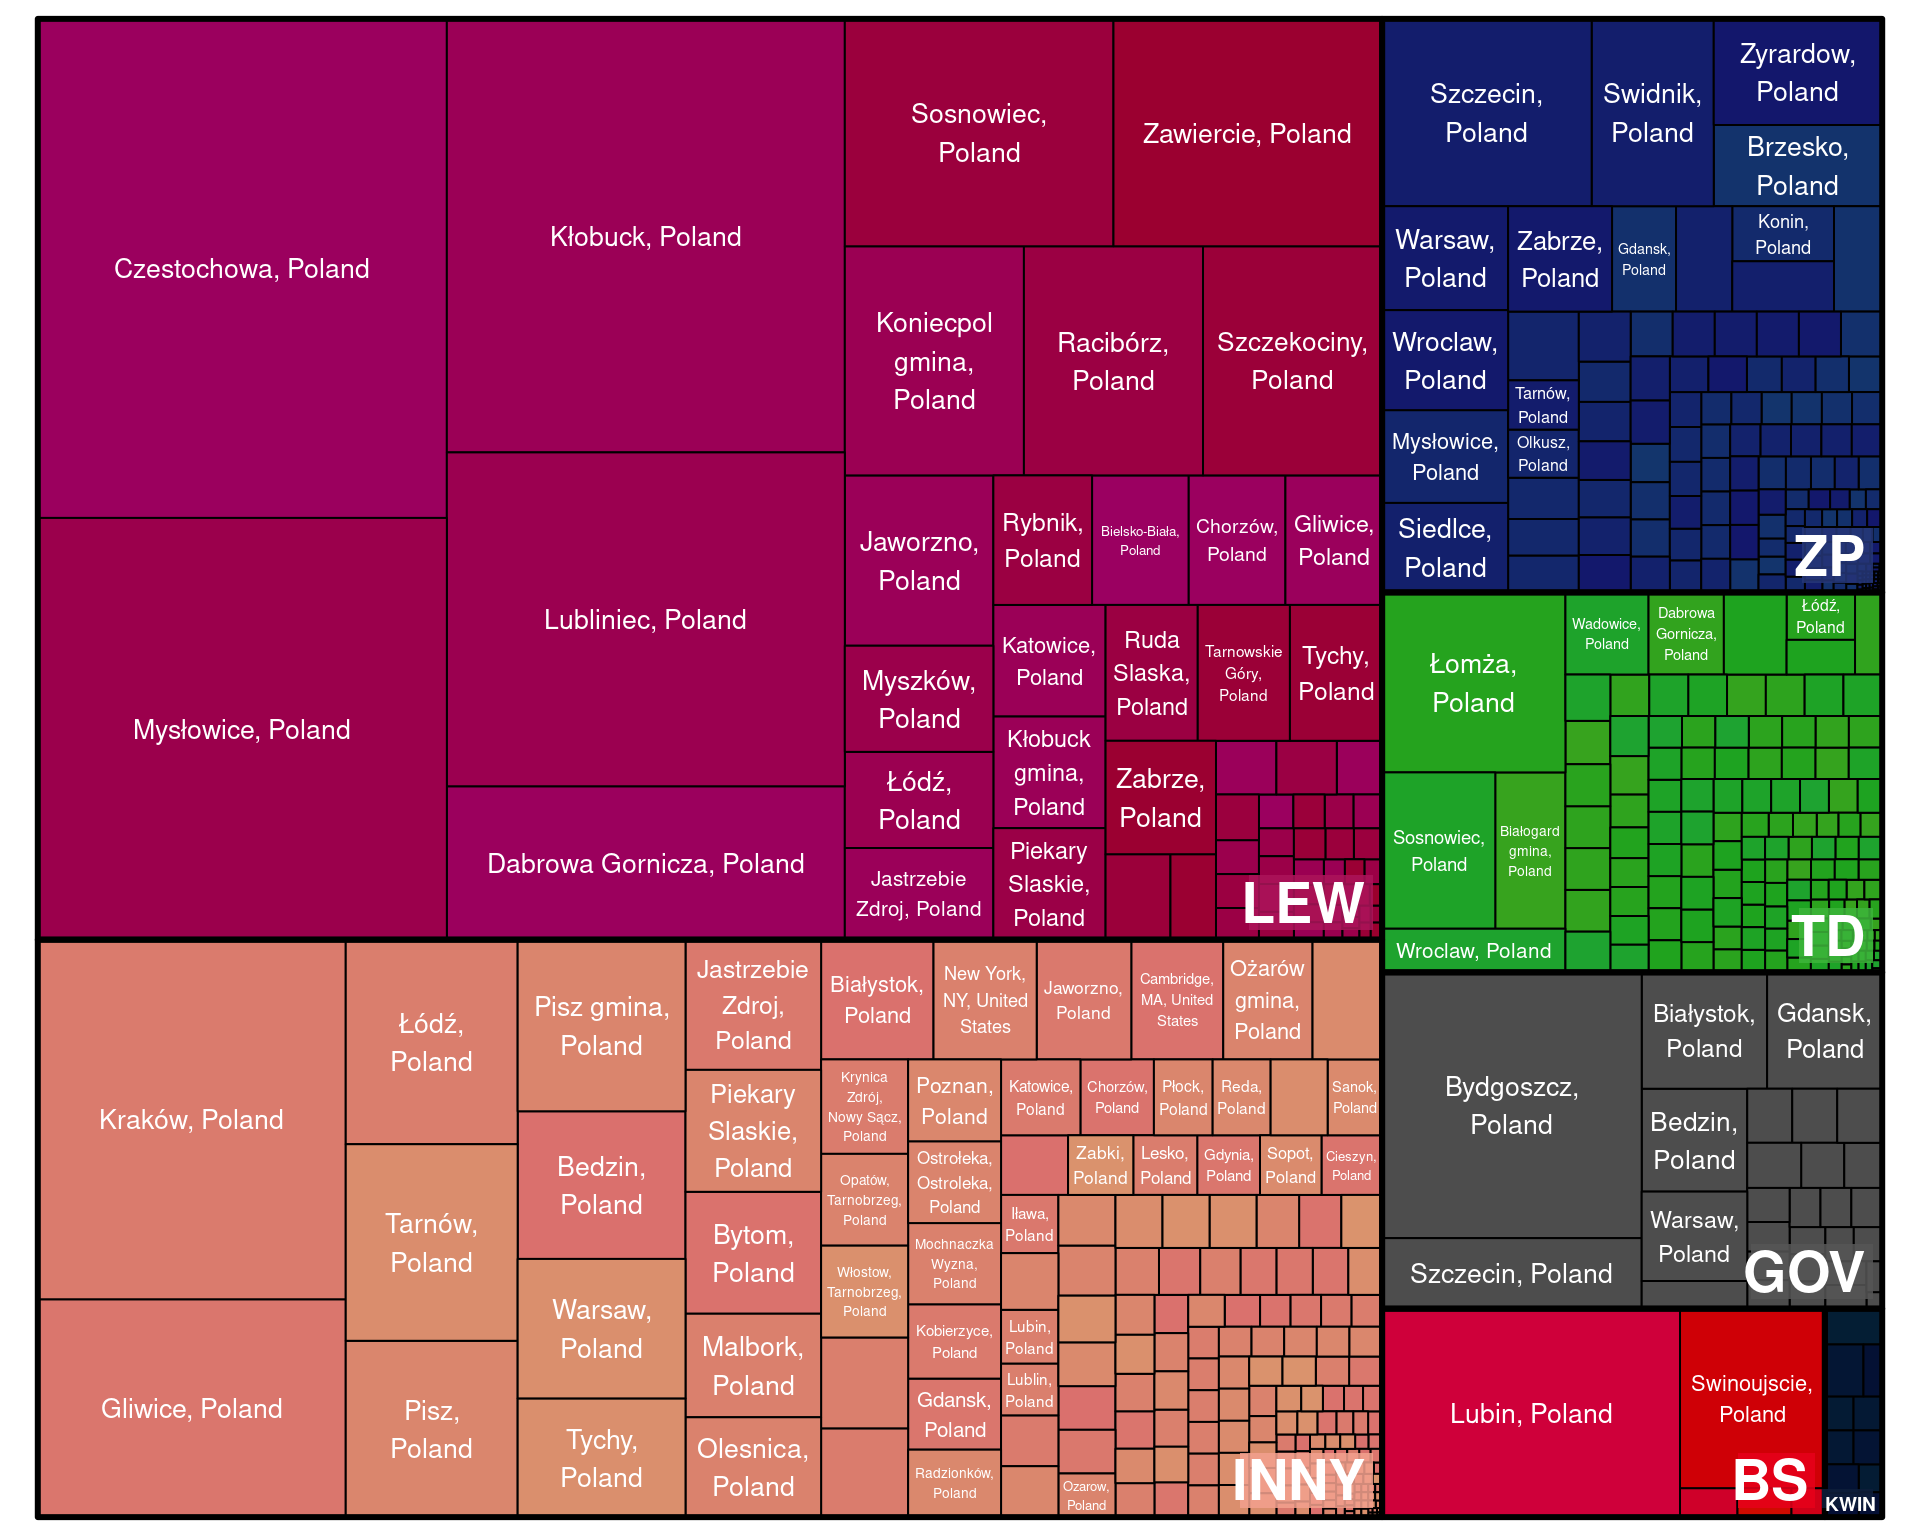 Czestochowa, Poland
Mysłowice, Poland
Kłobuck, Poland
Lubliniec, Poland
Dabrowa Gornicza, Poland
Sosnowiec,
Poland
Zawiercie, Poland
Koniecpol
gmina,
Poland
Racibórz,
Poland
Szczekociny,
Poland
Jaworzno,
Poland
Myszków,
Poland
Łódź,
Poland
Jastrzebie
Zdroj, Poland
Rybnik,
Poland
Bielsko-Biała,
Poland
Chorzów,
Poland
Gliwice,
Poland
Katowice,
Poland
Kłobuck
gmina,
Poland
Piekary
Slaskie,
Poland
Ruda
Slaska,
Poland
Tarnowskie
Góry,
Poland
Tychy,
Poland
Zabrze,
Poland
LEW
Szczecin,
Poland
Swidnik,
Poland
Zyrardow,
Poland
Brzesko,
Poland
Warsaw,
Poland
Zabrze,
Poland
Gdansk,
Poland
Konin,
Poland
Wroclaw,
Poland
Mysłowice,
Poland
Siedlce,
Poland
Tarnów,
Poland
Olkusz,
Poland
ZP
Łomża,
Poland
Wadowice,
Poland
Dabrowa
Gornicza,
Poland
Łódź,
Poland
Sosnowiec,
Poland
Białogard
gmina,
Poland
Wroclaw, Poland
TD
Bydgoszcz,
Poland
Szczecin, Poland
Białystok,
Poland
Gdansk,
Poland
Bedzin,
Poland
Warsaw,
Poland
GOV
Lubin, Poland
Swinoujscie,
Poland
BS
KWIN
Kraków, Poland
Gliwice, Poland
Łódź,
Poland
Tarnów,
Poland
Pisz,
Poland
Pisz gmina,
Poland
Bedzin,
Poland
Warsaw,
Poland
Tychy,
Poland
Jastrzebie
Zdroj,
Poland
Piekary
Slaskie,
Poland
Bytom,
Poland
Malbork,
Poland
Olesnica,
Poland
Białystok,
Poland
New York,
NY, United
States
Jaworzno,
Poland
Cambridge,
MA, United
States
Ożarów
gmina,
Poland
Krynica
Zdrój,
Nowy Sącz,
Poland
Opatów,
Tarnobrzeg,
Poland
Włostow,
Tarnobrzeg,
Poland
Poznan,
Poland
Ostrołeka,
Ostroleka,
Poland
Mochnaczka
Wyzna,
Poland
Kobierzyce,
Poland
Gdansk,
Poland
Radzionków,
Poland
Katowice,
Poland
Chorzów,
Poland
Płock,
Poland
Reda,
Poland
Sanok,
Poland
Zabki,
Poland
Lesko,
Poland
Gdynia,
Poland
Sopot,
Poland
Cieszyn,
Poland
Iława,
Poland
Lubin,
Poland
Lublin,
Poland
Ozarow,
Poland
INNY